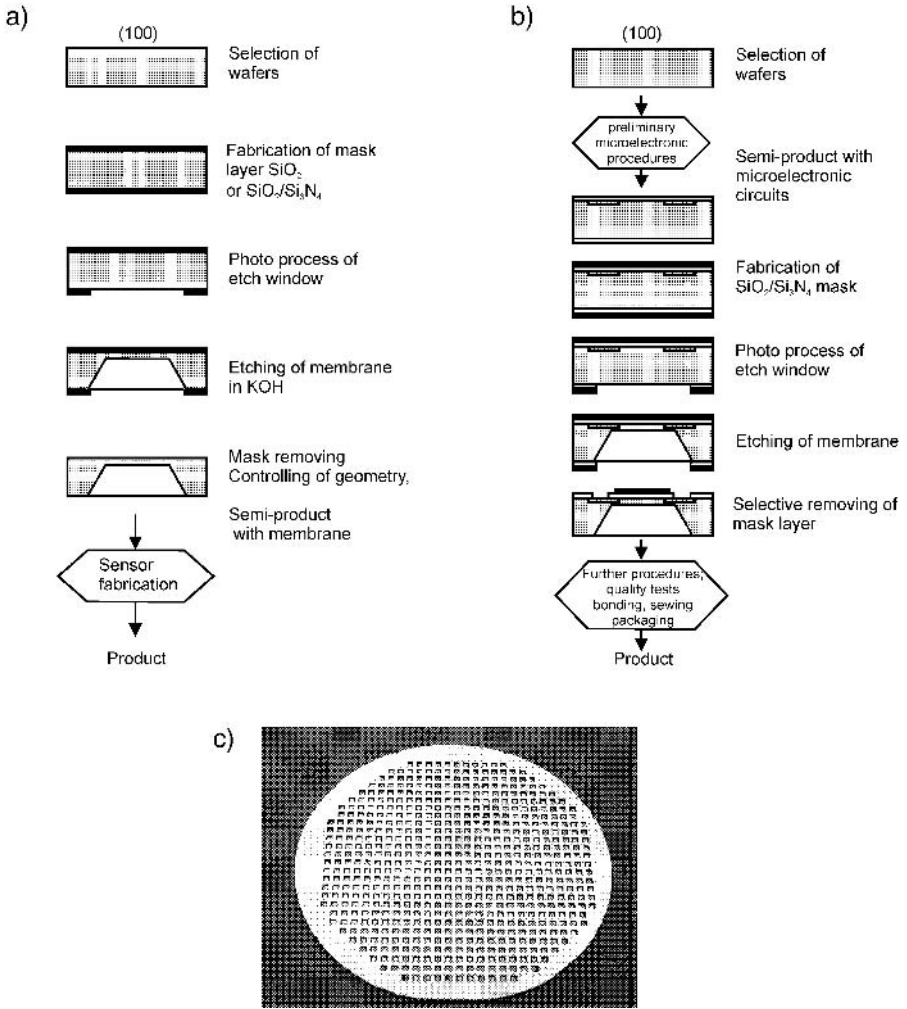 a)
(100)
Selection of
wafers
Fabrication of mask
layer SiO₂
or SiO₂/Si₃N₄
Photo process of
etch window
Etching of membrane
in KOH
Mask removing
Controlling of geometry,
Semi-product
with membrane
Sensor
fabrication
Product
b)
(100)
Selection of
wafers
preliminary
microelectronic
procedures
Semi-product with
microelectronic
circuits
Fabrication of
SiO₂/Si₃N₄ mask
Photo process of
etch window
Etching of membrane
Selective removing of
mask layer
Further procedures;
quality tests
bonding, sewing
packaging
Product
c)